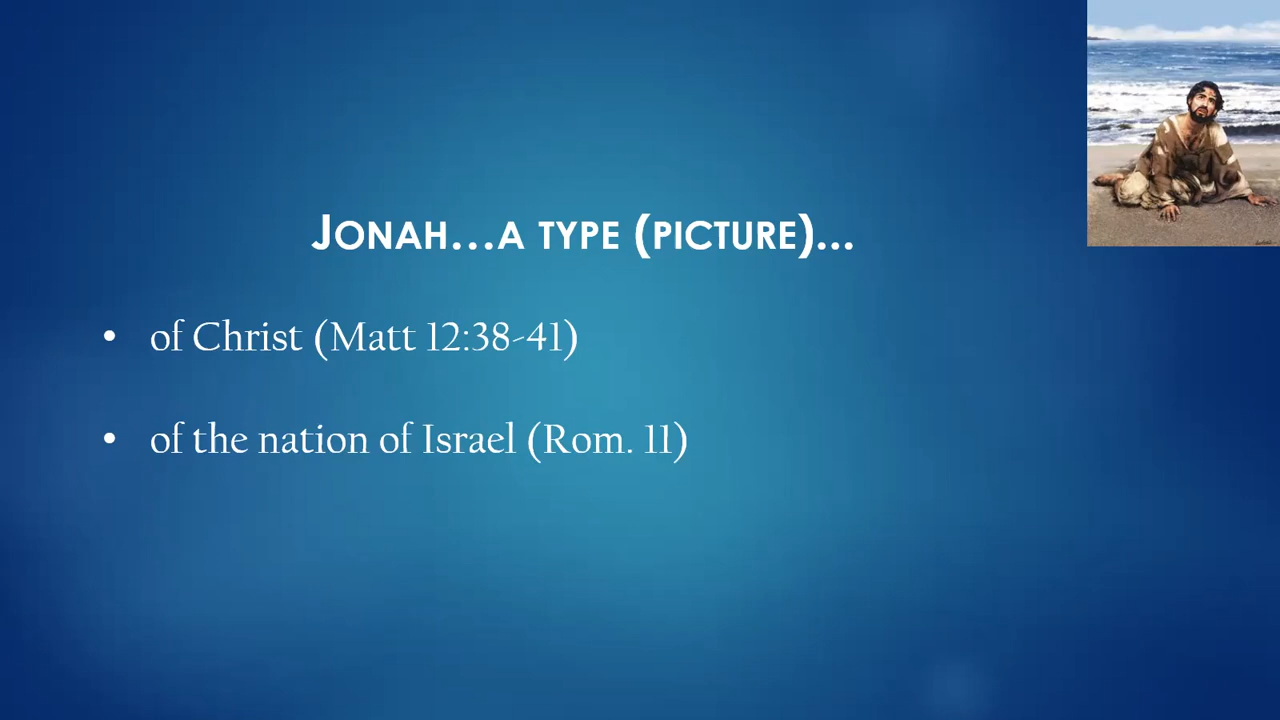 JONAH...A TYPE (PICTURE)...
• of Christ (Matt 12:38-41)
• of the nation of Israel (Rom. 11)